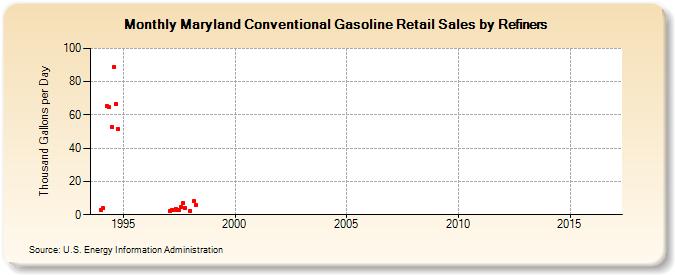 Monthly Maryland Conventional Gasoline Retail Sales by Refiners
Thousand Gallons per Day
100
80
60
40
20
0
1995 2000 2005 2010 2015
Source: U.S. Energy Information Administration